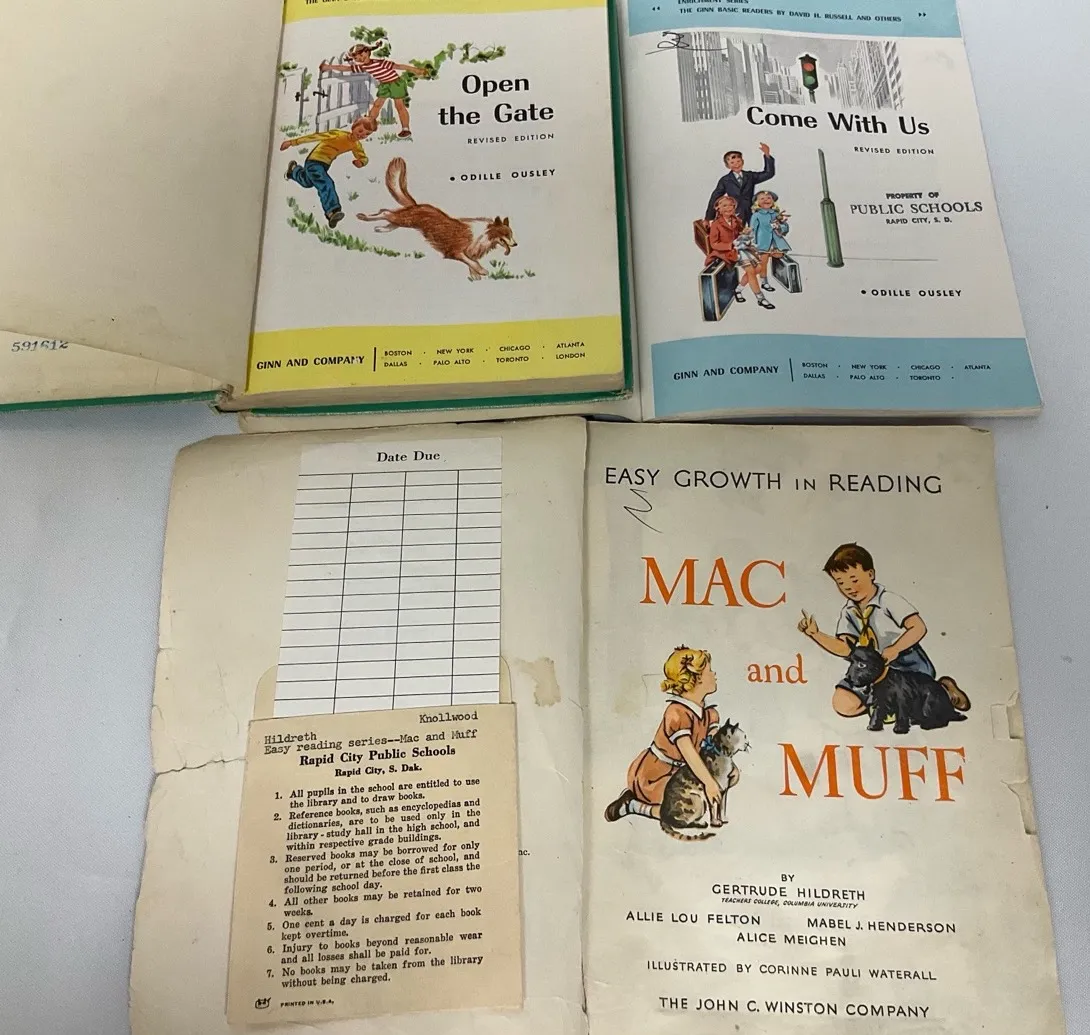 Open
the Gate
REVISED EDITION
• ODILLE OUSLEY
GINN AND COMPANY
BOSTON · NEW YORK · CHICAGO · ATLANTA
DALLAS · PALO ALTO · TORONTO · LONDON
591612
THE GINN BASIC READERS BY DAVID H. RUSSELL AND OTHERS
Come With Us
REVISED EDITION
PROPERTY OF
PUBLIC SCHOOLS
RAPID CITY, S. D.
• ODILLE OUSLEY
GINN AND COMPANY
BOSTON · NEW YORK · CHICAGO · ATLANTA
DALLAS · PALO ALTO · TORONTO ·
Date Due
Knollwood
Hildreth
Easy reading series--Mac and Muff
Rapid City Public Schools
Rapid City, S. Dak.
1. All pupils in the school are entitled to use
the library and to draw books.
2. Reference books, such as encyclopedias and
dictionaries, are to be used only in the
library - study hall in the high school, and
within respective grade buildings.
3. Reserved books may be borrowed for only
one period, or at the close of school, and
should be returned before the first class the
following school day.
4. All other books may be retained for two
weeks.
5. One cent a day is charged for each book
kept overtime.
6. Injury to books beyond reasonable wear
and all losses shall be paid for.
7. No books may be taken from the library
without being charged.
PRINTED IN U.S.A.
nc.
EASY GROWTH IN READING
MAC
and
MUFF
BY
GERTRUDE HILDRETH
TEACHERS COLLEGE, COLUMBIA UNIVERSITY
ALLIE LOU FELTON MABEL J. HENDERSON
ALICE MEIGHEN
ILLUSTRATED BY CORINNE PAULI WATERALL
THE JOHN C. WINSTON COMPANY